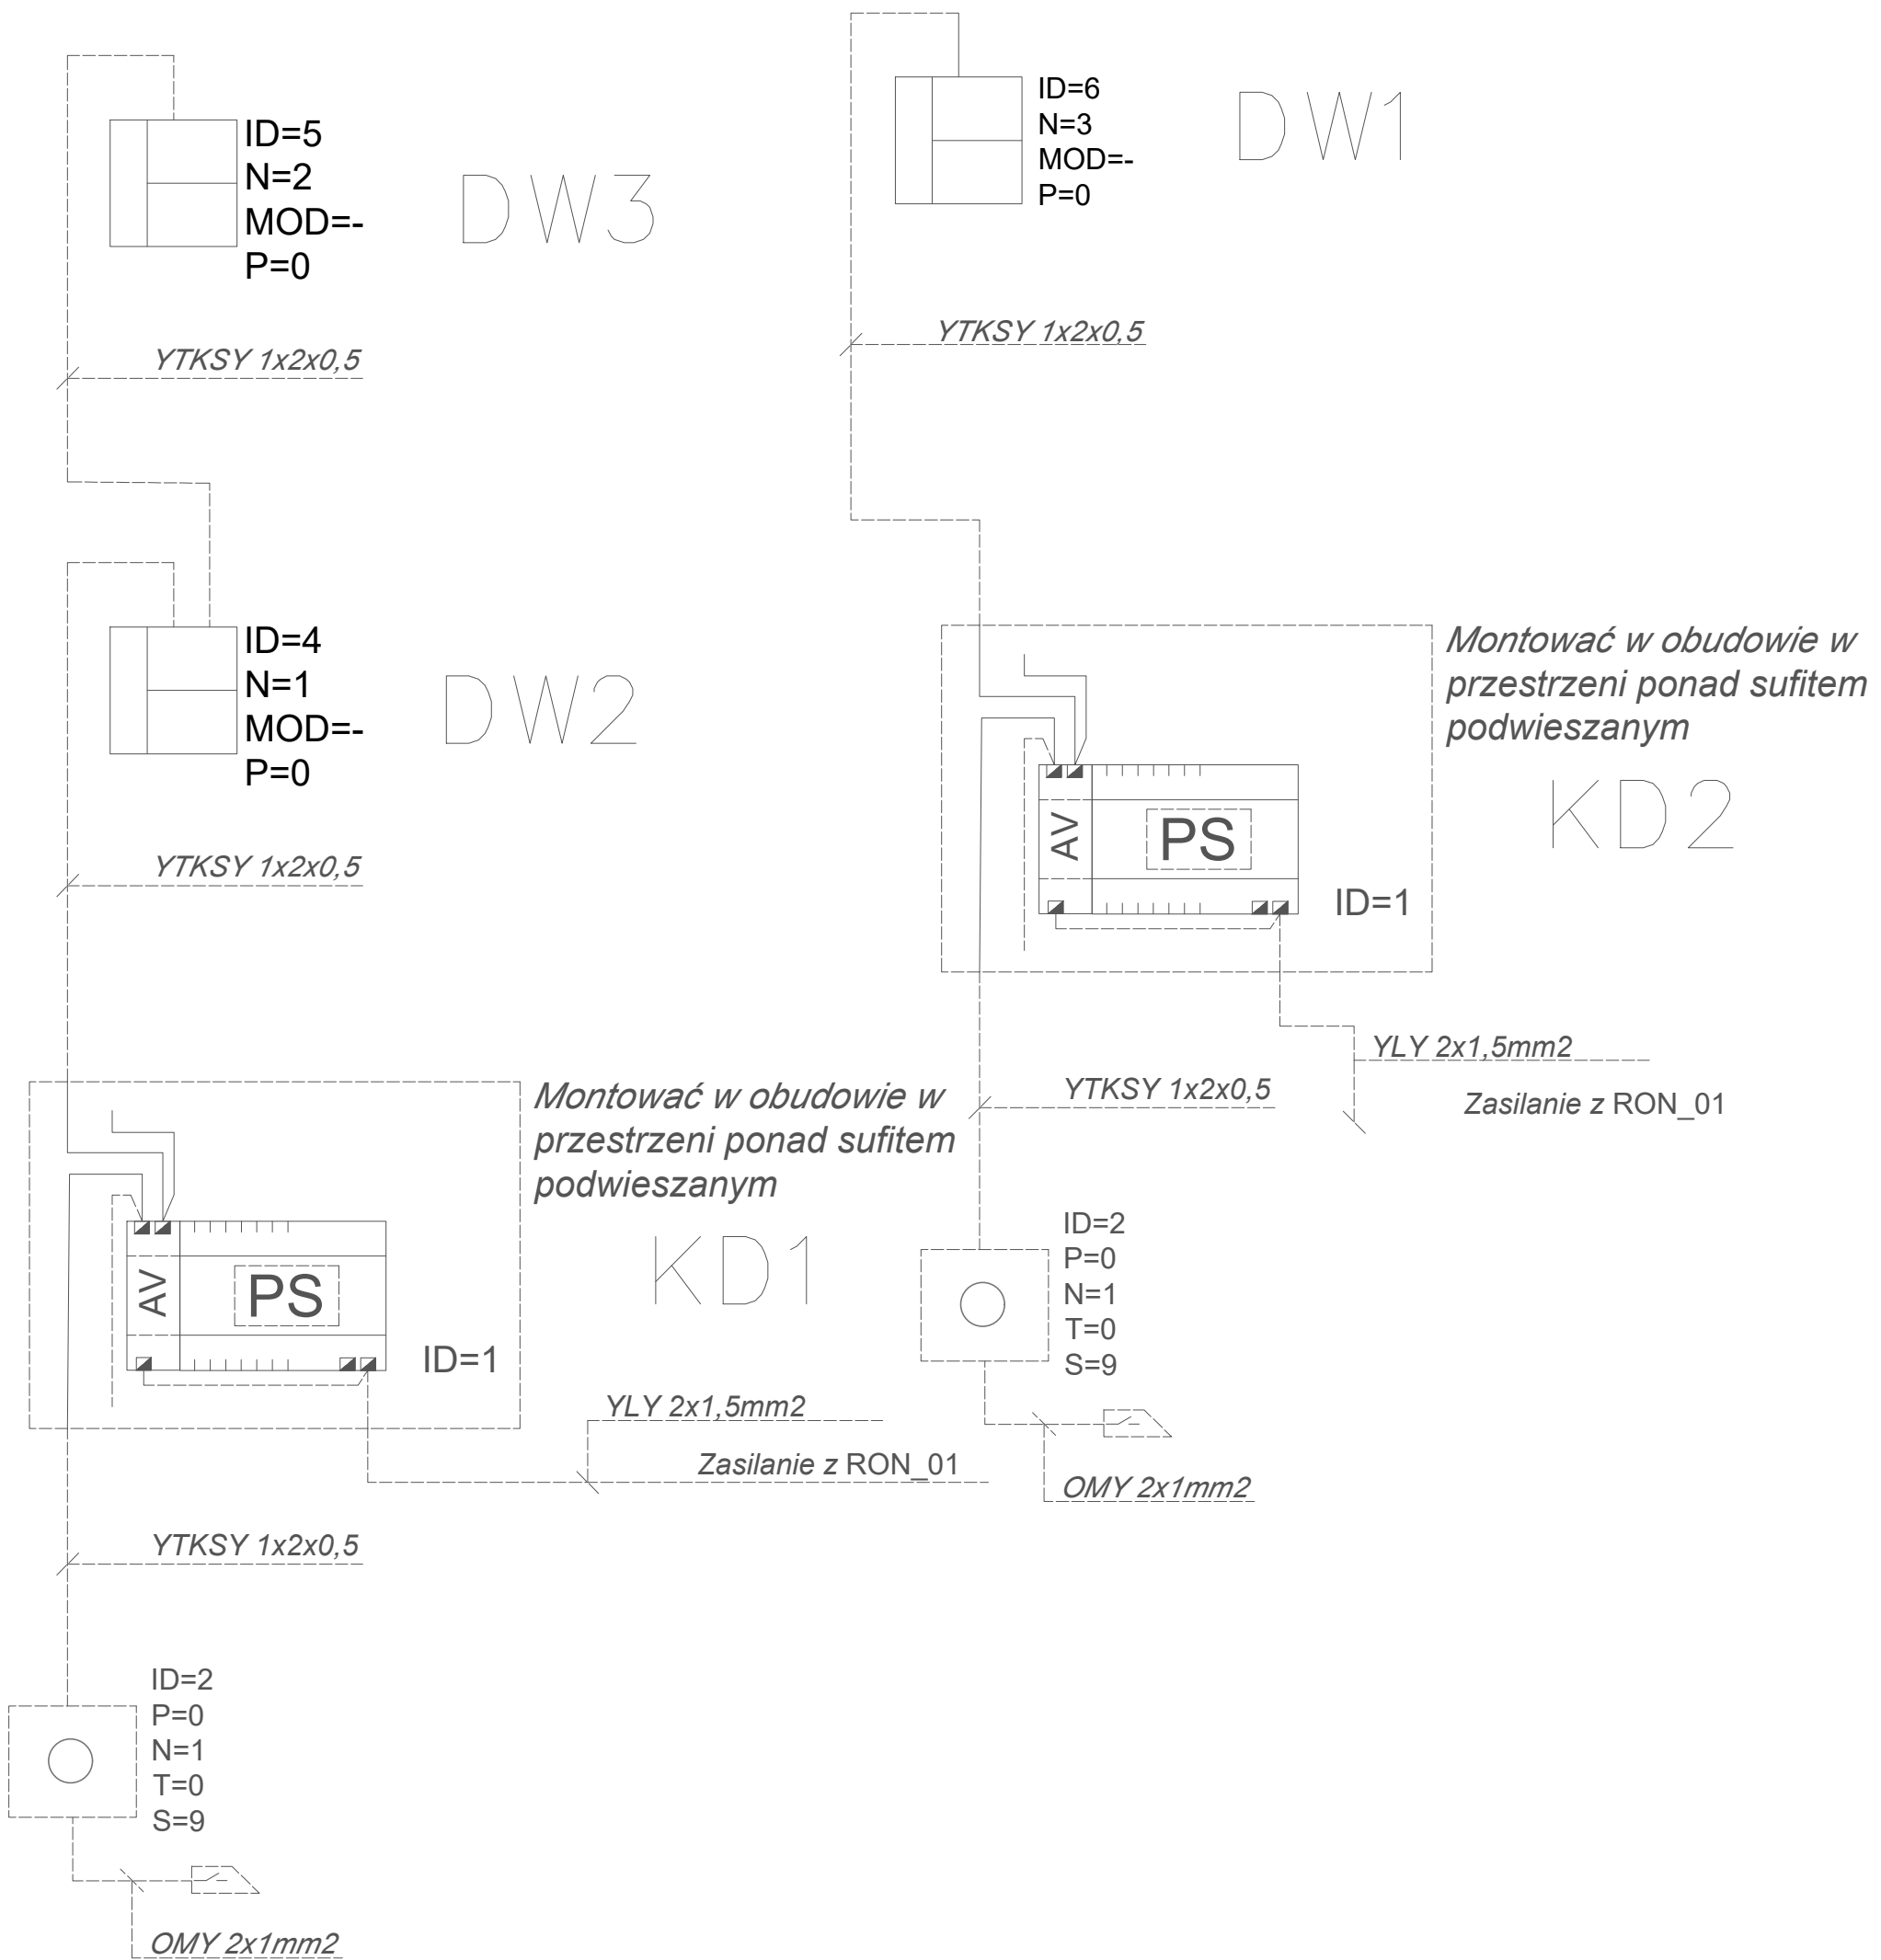 ID=5
N=2
MOD=-
P=0
DW3
YTKSY 1x2x0,5
ID=4
N=1
MOD=-
P=0
DW2
YTKSY 1x2x0,5
Montować w obudowie w
przestrzeni ponad sufitem
podwieszanym
KD1
AV
PS
ID=1
YLY 2x1,5mm2
Zasilanie z RON_01
YTKSY 1x2x0,5
ID=2
P=0
N=1
T=0
S=9
OMY 2x1mm2
ID=6
N=3
MOD=-
P=0
DW1
YTKSY 1x2x0,5
Montować w obudowie w
przestrzeni ponad sufitem
podwieszanym
KD2
AV
PS
ID=1
YLY 2x1,5mm2
Zasilanie z RON_01
YTKSY 1x2x0,5
ID=2
P=0
N=1
T=0
S=9
OMY 2x1mm2